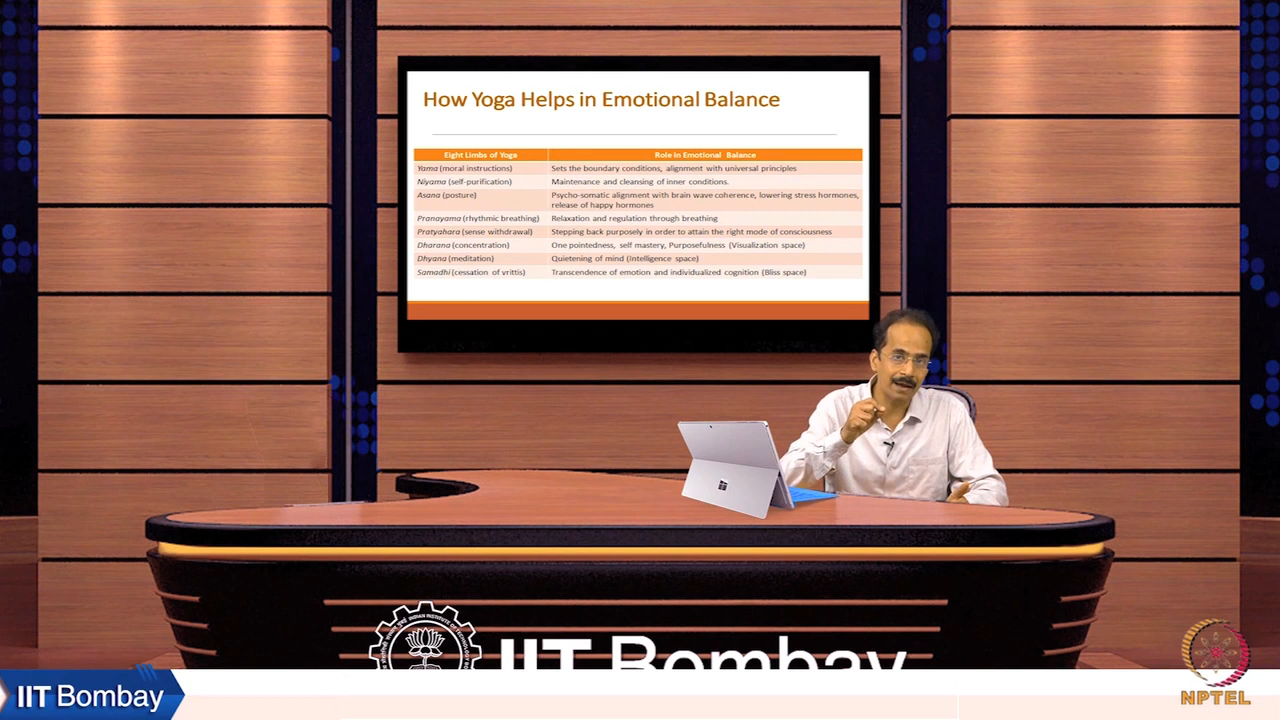 How Yoga Helps in Emotional Balance
Eight Limbs of Yoga Role in Emotional Balance
Yama (moral instructions) Sets the boundary conditions, alignment with universal principles
Niyama (self-purification) Maintenance and cleansing of inner conditions.
Asana (posture) Psycho-somatic alignment with brain wave coherence, lowering stress hormones,
release of happy hormones
Pranayama (rhythmic breathing) Relaxation and regulation through breathing
Pratyahara (sense withdrawal) Stepping back purposely in order to attain the right mode of consciousness
Dharana (concentration) One pointedness, self mastery, Purposefulness (Visualization space)
Dhyana (meditation) Quietening of mind (Intelligence space)
Samadhi (cessation of vrittis) Transcendence of emotion and individualized cognition (Bliss space)
IIT Bombay
IIT Bombay
NPTEL